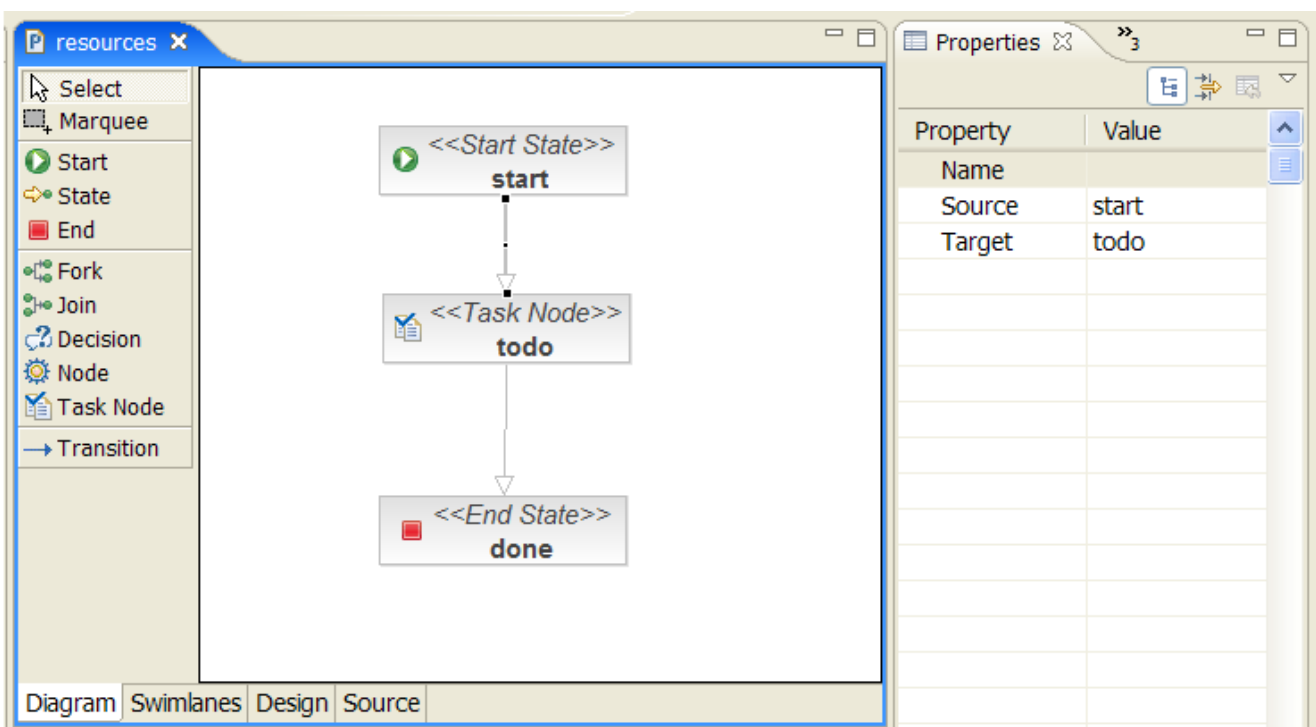 resources
Select
Marquee
Start
State
End
Fork
Join
Decision
Node
Task Node
Transition
<<Start State>>
start
<<Task Node>>
todo
<<End State>>
done
Diagram Swimlanes Design Source
Properties »3
Property Value
Name
Source start
Target todo